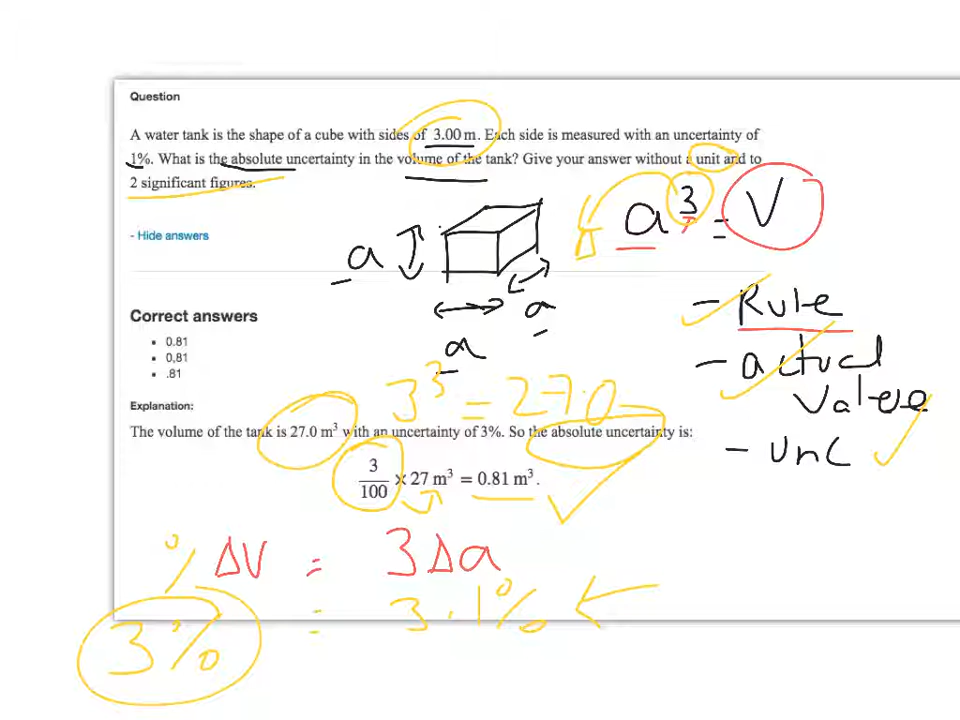 Question
A water tank is the shape of a cube with sides of 3.00 m. Each side is measured with an uncertainty of
1%. What is the absolute uncertainty in the volume of the tank? Give your answer without a unit and to
2 significant figures.
a³ = V
- Hide answers
a
a
a
- Rule
- actual
Value
- Unc
Correct answers
0.81
0,81
.81
3³ = 27.0
Explanation:
The volume of the tank is 27.0 m³ with an uncertainty of 3%. So the absolute uncertainty is:
3/100 × 27 m³ = 0.81 m³.
% ΔV = 3Δa
3% = 3.1%